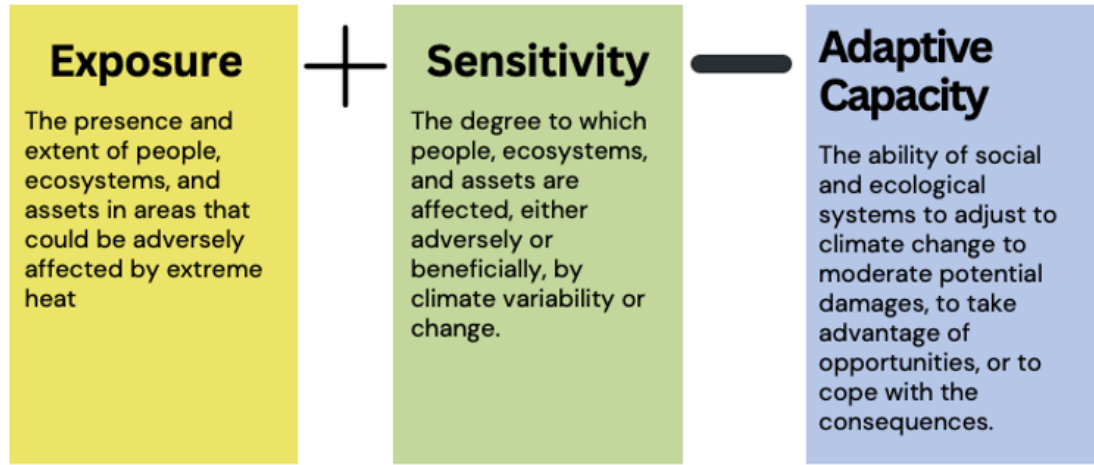 Exposure
The presence and
extent of people,
ecosystems, and
assets in areas that
could be adversely
affected by extreme
heat
+
Sensitivity
The degree to which
people, ecosystems,
and assets are
affected, either
adversely or
beneficially, by
climate variability or
change.
—
Adaptive
Capacity
The ability of social
and ecological
systems to adjust to
climate change to
moderate potential
damages, to take
advantage of
opportunities, or to
cope with the
consequences.